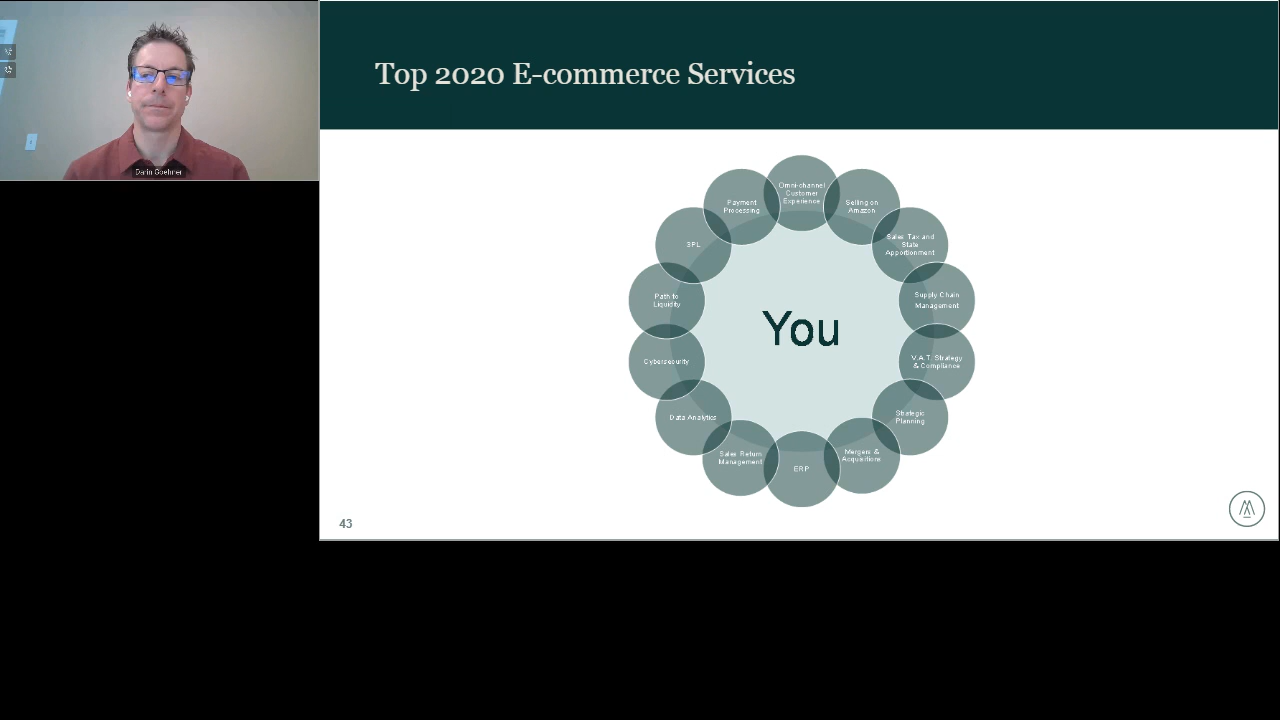 Darin Goehner
Top 2020 E-commerce Services
Omni-channel
Customer
Experience
Selling on
Amazon
Sales Tax and
State
Apportionment
Supply Chain
Management
V.A.T. Strategy
& Compliance
Strategic
Planning
Mergers &
Acquisitions
ERP
Sales Return
Management
Data Analytics
Cybersecurity
Path to
Liquidity
3PL
Payment
Processing
You
43